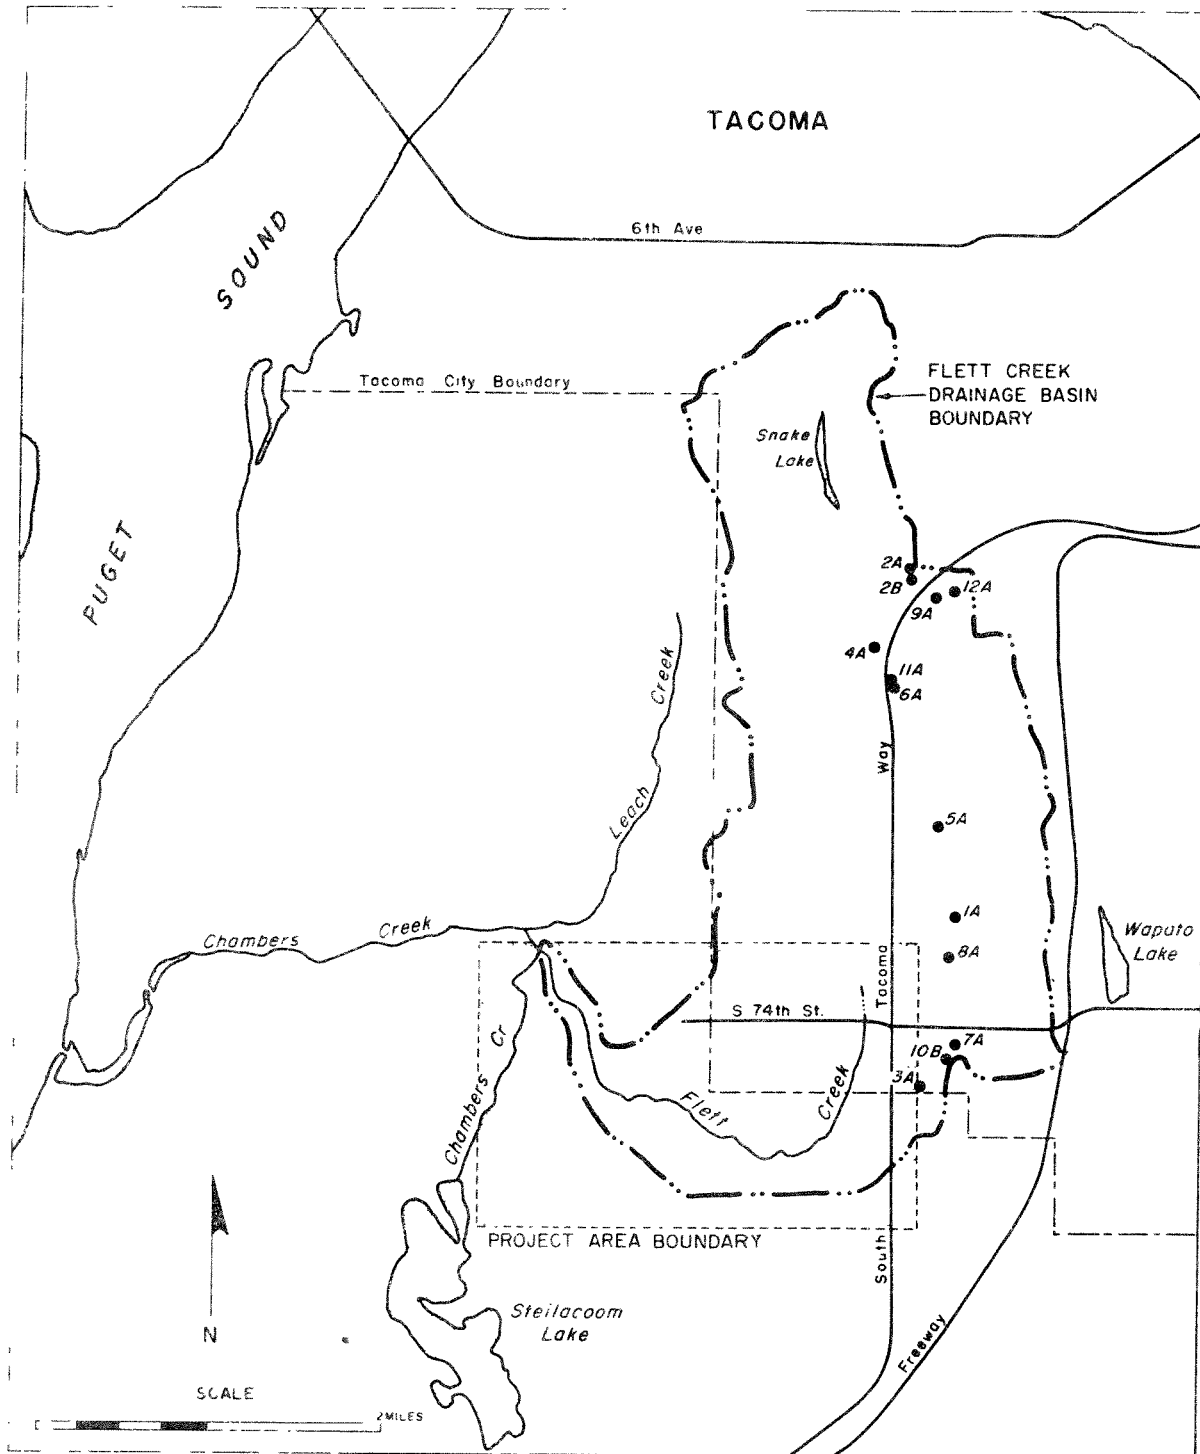 TACOMA
6th Ave
SOUND
PUGET
Tacoma City Boundary
FLETT CREEK
DRAINAGE BASIN
BOUNDARY
Snake
Lake
2A
2B
12A
9A
4A
11A
6A
Leach Creek
South Tacoma Way
5A
1A
8A
Chambers Creek
Waputo
Lake
S 74th St.
7A
10B
3A
Chambers Cr
Flett Creek
PROJECT AREA BOUNDARY
Steilacoom
Lake
Freeway
N
SCALE
2 MILES